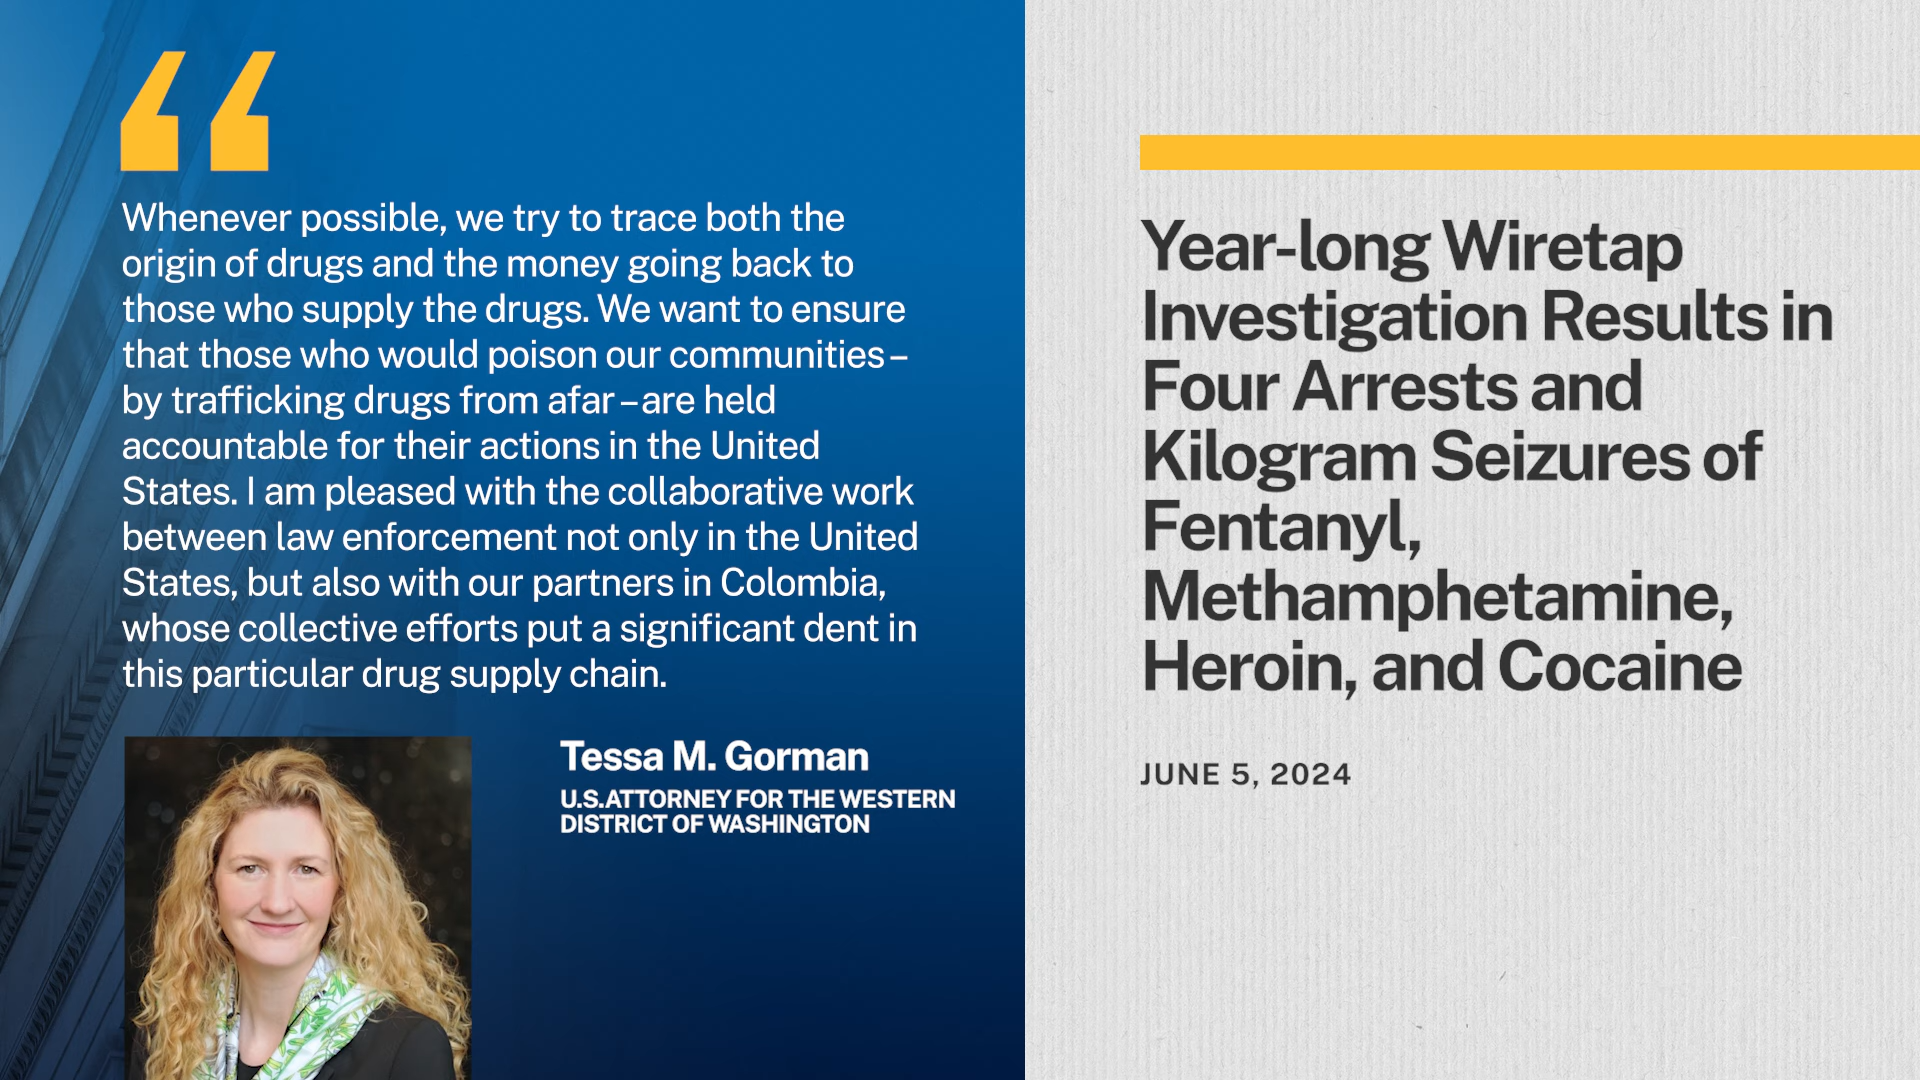 “
Whenever possible, we try to trace both the
origin of drugs and the money going back to
those who supply the drugs. We want to ensure
that those who would poison our communities –
by trafficking drugs from afar – are held
accountable for their actions in the United
States. I am pleased with the collaborative work
between law enforcement not only in the United
States, but also with our partners in Colombia,
whose collective efforts put a significant dent in
this particular drug supply chain.
Tessa M. Gorman
U.S.ATTORNEY FOR THE WESTERN
DISTRICT OF WASHINGTON
Year-long Wiretap
Investigation Results in
Four Arrests and
Kilogram Seizures of
Fentanyl,
Methamphetamine,
Heroin, and Cocaine
JUNE 5, 2024